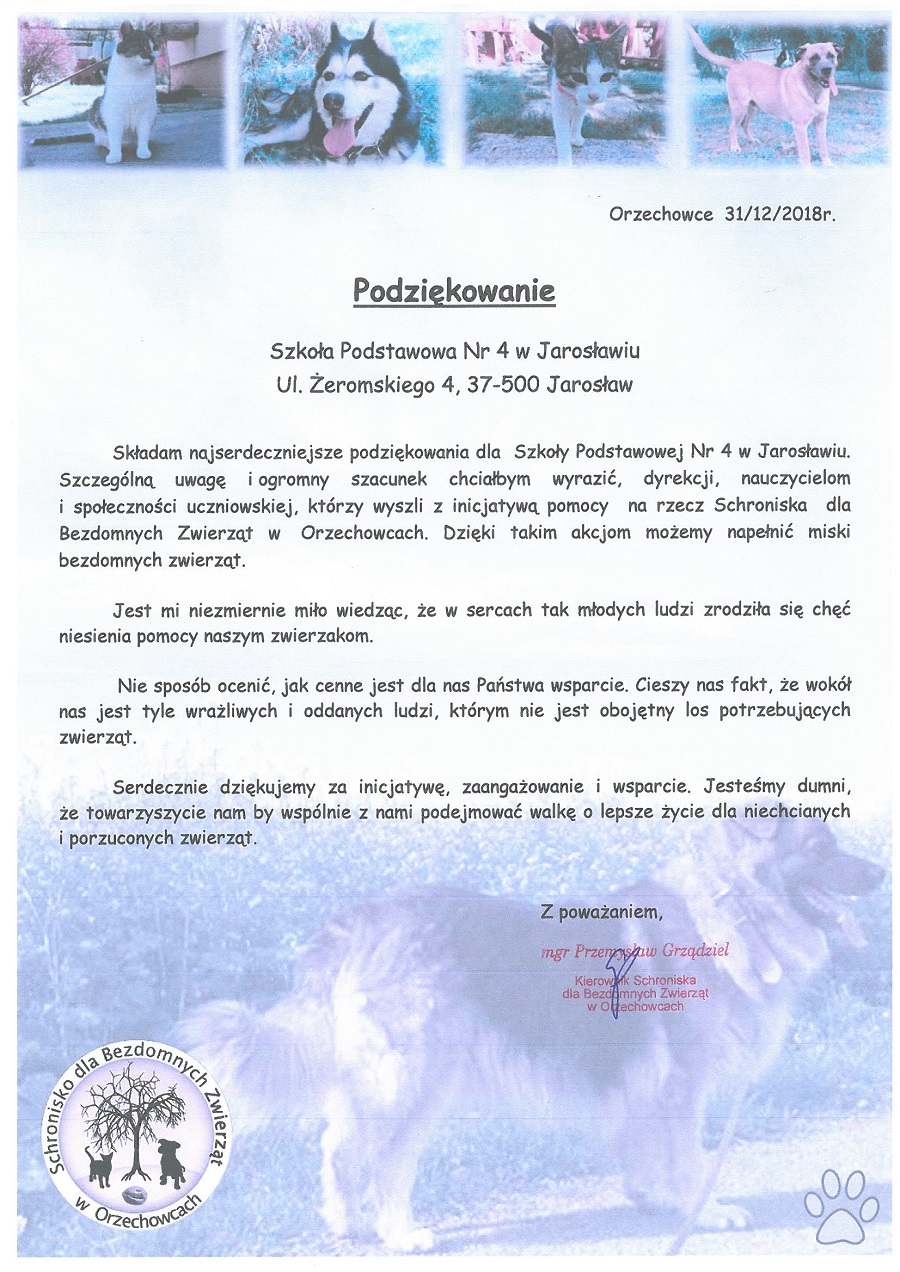 Orzechowce 31/12/2018r.
Podziękowanie
Szkoła Podstawowa Nr 4 w Jarosławiu
Ul. Żeromskiego 4, 37-500 Jarosław
Składam najserdeczniejsze podziękowania dla Szkoły Podstawowej Nr 4 w Jarosławiu.
Szczególną uwagę i ogromny szacunek chciałbym wyrazić, dyrekcji, nauczycielom
i społeczności uczniowskiej, którzy wyszli z inicjatywą pomocy na rzecz Schroniska dla
Bezdomnych Zwierząt w Orzechowcach. Dzięki takim akcjom możemy napełnić miski
bezdomnych zwierząt.
Jest mi niezmiernie miło wiedząc, że w sercach tak młodych ludzi zrodziła się chęć
niesienia pomocy naszym zwierzakom.
Nie sposób ocenić, jak cenne jest dla nas Państwa wsparcie. Cieszy nas fakt, że wokół
nas jest tyle wrażliwych i oddanych ludzi, którym nie jest obojętny los potrzebujących
zwierząt.
Serdecznie dziękujemy za inicjatywę, zaangażowanie i wsparcie. Jesteśmy dumni,
że towarzyszycie nam by wspólnie z nami podejmować walkę o lepsze życie dla niechcianych
i porzuconych zwierząt.
Z poważaniem,
mgr Przemysław Grządziel
Kierownik Schroniska
dla Bezdomnych Zwierząt
w Orzechowcach
Schronisko dla Bezdomnych Zwierząt
w Orzechowcach